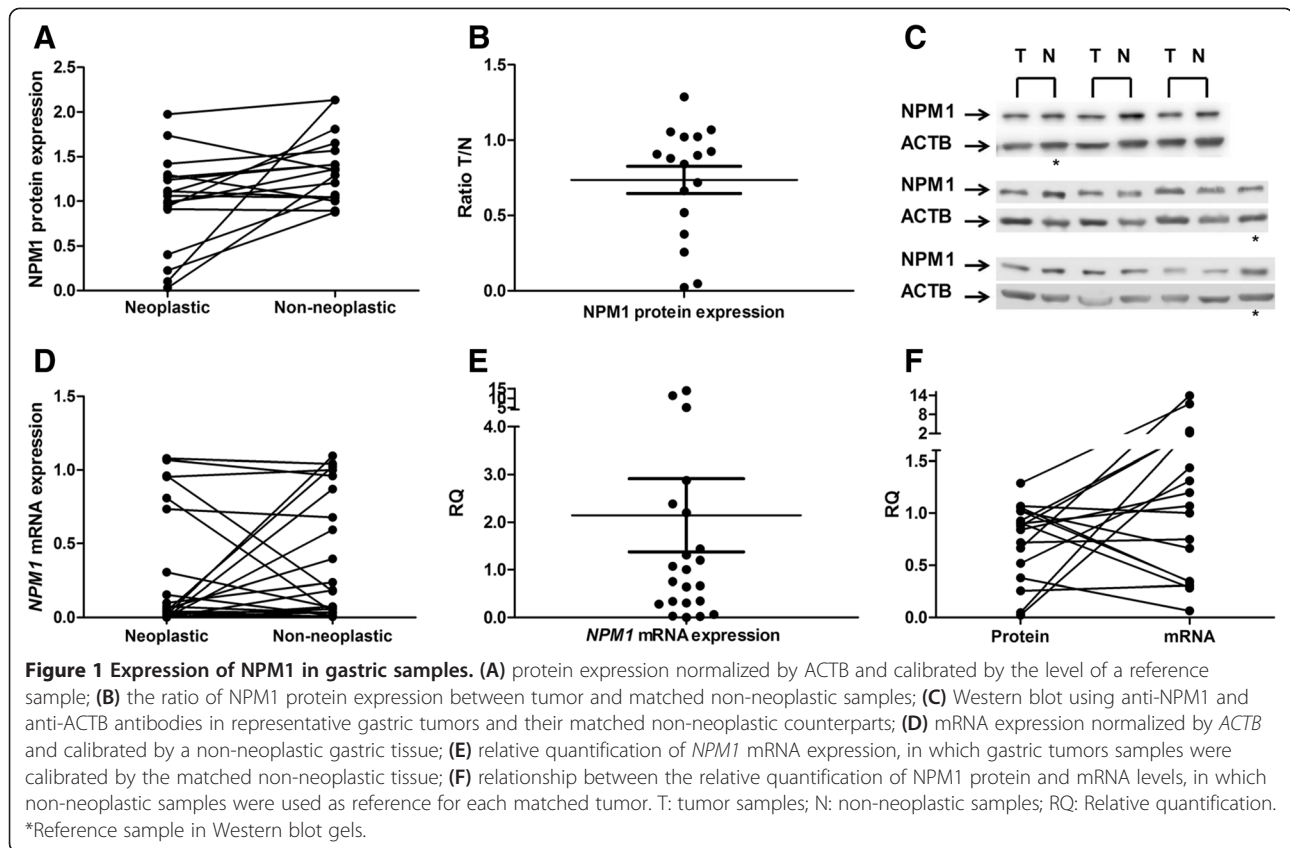 A
NPM1 protein expression
2.5
2.0
1.5
1.0
0.5
0.0
Neoplastic Non-neoplastic
B
Ratio T/N
1.5
1.0
0.5
0.0
NPM1 protein expression
C
T N T N T N
NPM1
ACTB
*
NPM1
ACTB
*
NPM1
ACTB
*
D
NPM1 mRNA expression
1.5
1.0
0.5
0.0
Neoplastic Non-neoplastic
E
RQ
15
10
5
4.0
3.0
2.0
1.0
0.0
NPM1 mRNA expression
F
RQ
14
8
2
1.5
1.0
0.5
0.0
Protein mRNA
Figure 1 Expression of NPM1 in gastric samples. (A) protein expression normalized by ACTB and calibrated by the level of a reference
sample; (B) the ratio of NPM1 protein expression between tumor and matched non-neoplastic samples; (C) Western blot using anti-NPM1 and
anti-ACTB antibodies in representative gastric tumors and their matched non-neoplastic counterparts; (D) mRNA expression normalized by ACTB
and calibrated by a non-neoplastic gastric tissue; (E) relative quantification of NPM1 mRNA expression, in which gastric tumors samples were
calibrated by the matched non-neoplastic tissue; (F) relationship between the relative quantification of NPM1 protein and mRNA levels, in which
non-neoplastic samples were used as reference for each matched tumor. T: tumor samples; N: non-neoplastic samples; RQ: Relative quantification.
*Reference sample in Western blot gels.